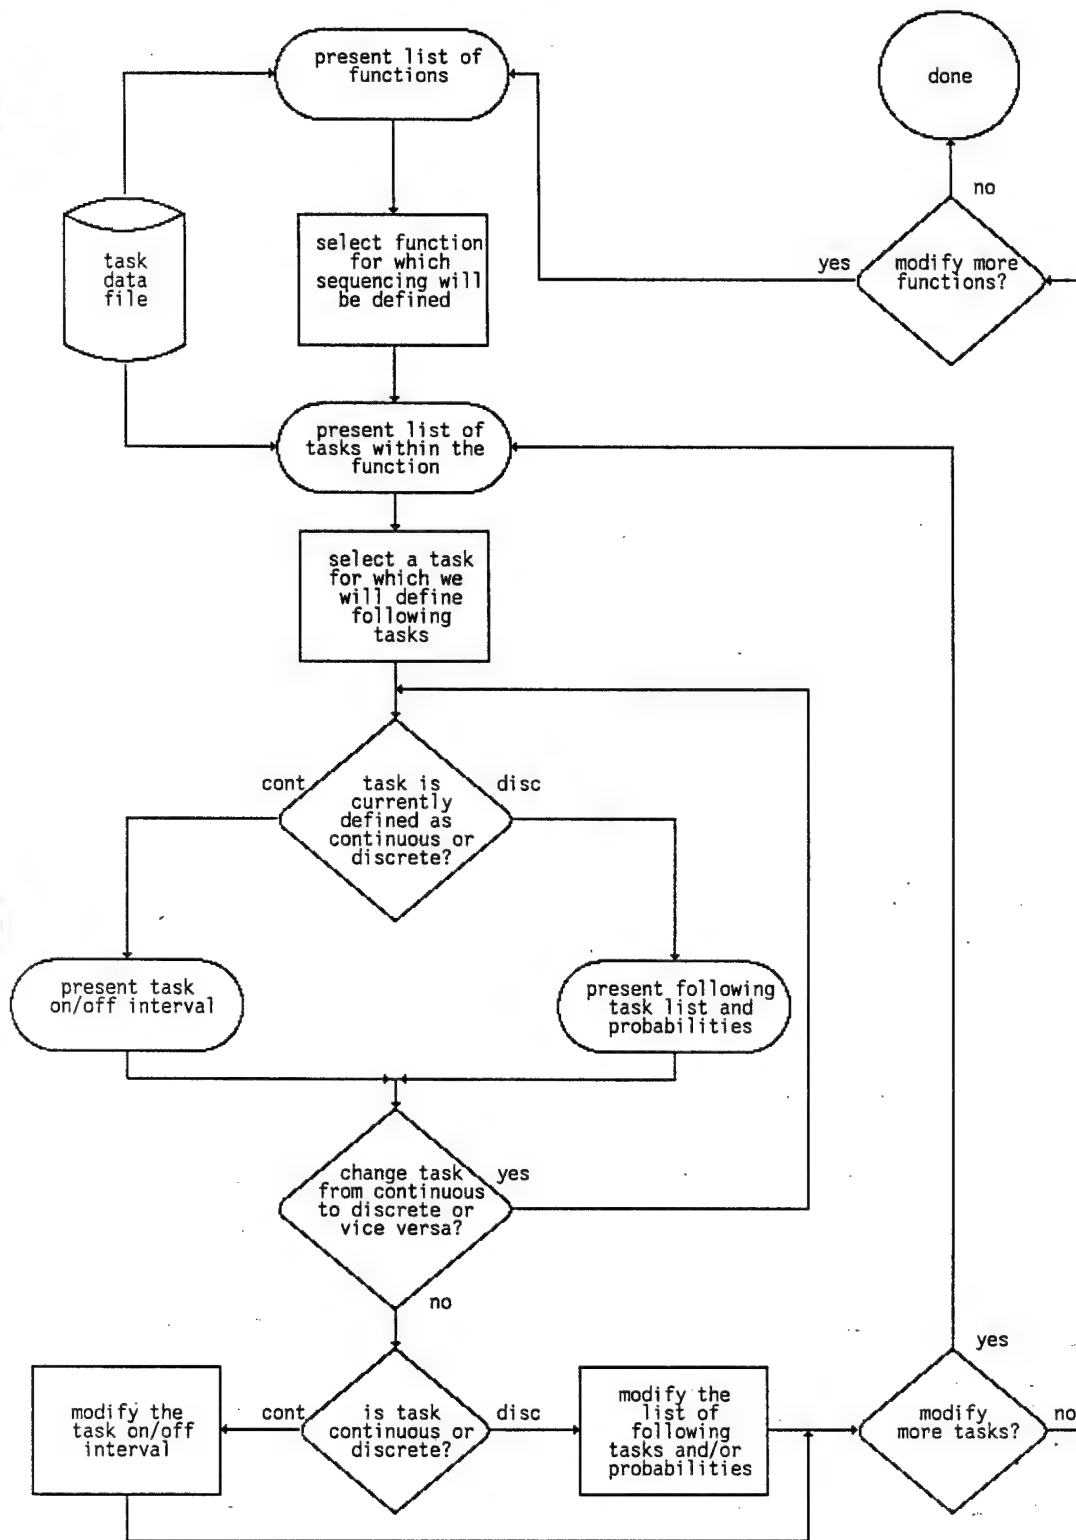 present list of
functions
done
no
task
data
file
select function
for which
sequencing will
be defined
yes
modify more
functions?
present list of
tasks within the
function
select a task
for which we
will define
following
tasks
cont
task is
currently
defined as
continuous or
discrete?
disc
present task
on/off interval
present following
task list and
probabilities
change task
from continuous
to discrete or
vice versa?
yes
no
yes
modify the
task on/off
interval
cont
is task
continuous or
discrete?
disc
modify the
list of
following
tasks and/or
probabilities
modify
more tasks?
no